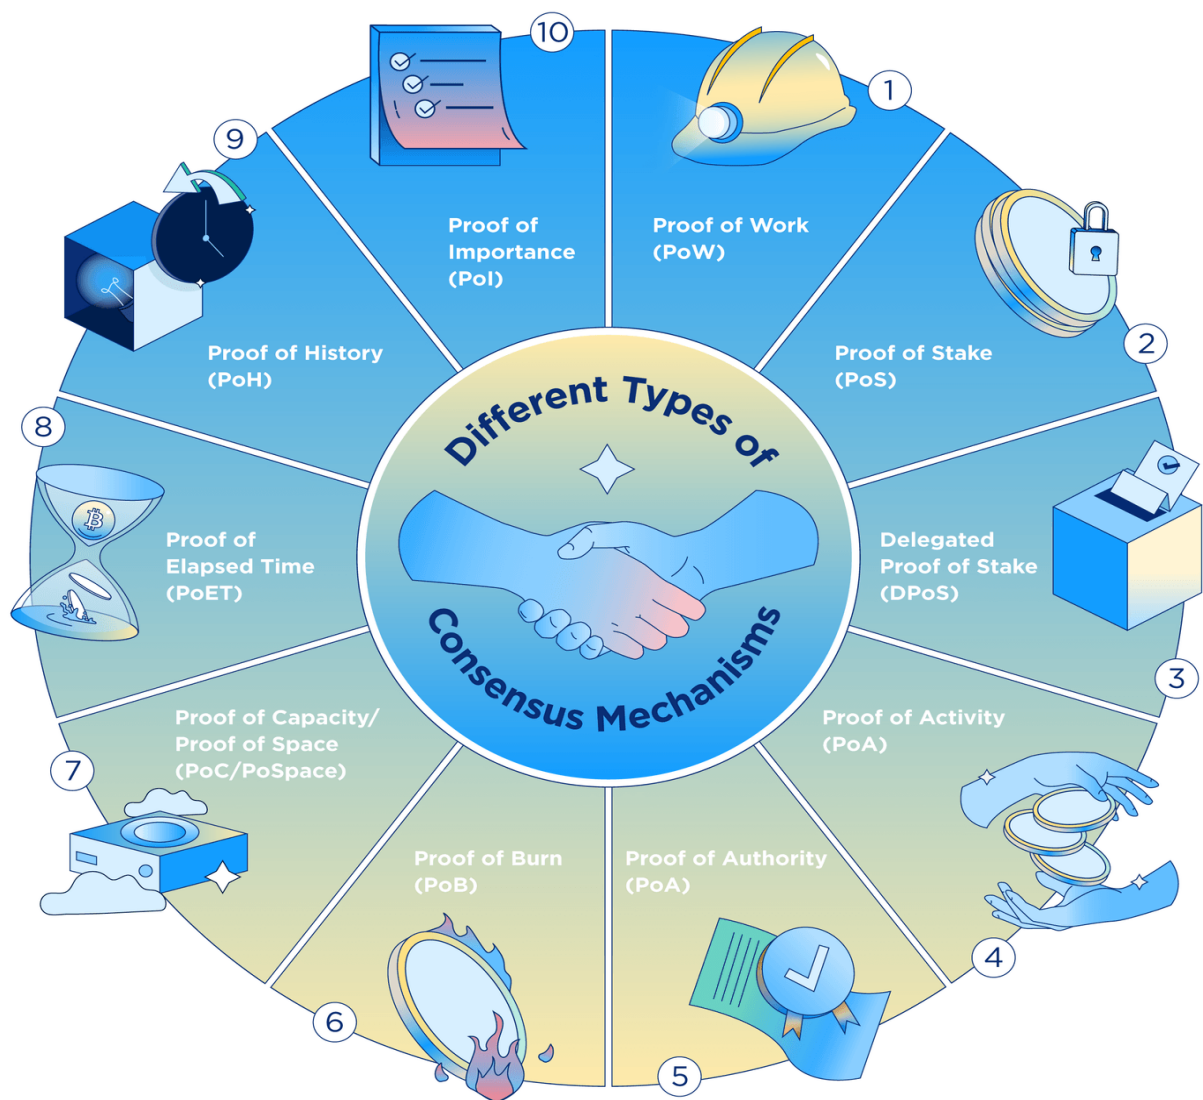 Different Types of
Consensus Mechanisms
1
Proof of Work
(PoW)
2
Proof of Stake
(PoS)
3
Delegated
Proof of Stake
(DPoS)
4
Proof of Activity
(PoA)
5
Proof of Authority
(PoA)
6
Proof of Burn
(PoB)
7
Proof of Capacity/
Proof of Space
(PoC/PoSpace)
8
Proof of
Elapsed Time
(PoET)
9
Proof of History
(PoH)
10
Proof of
Importance
(PoI)